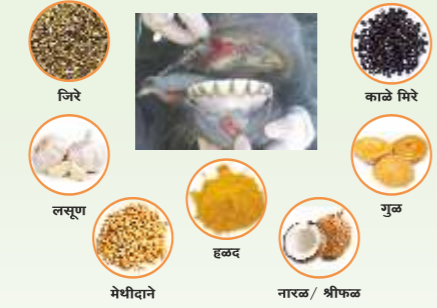 जिरे
काळे मिरे
लसूण
गुळ
हळद
मेथीदाने
नारळ/ श्रीफळ